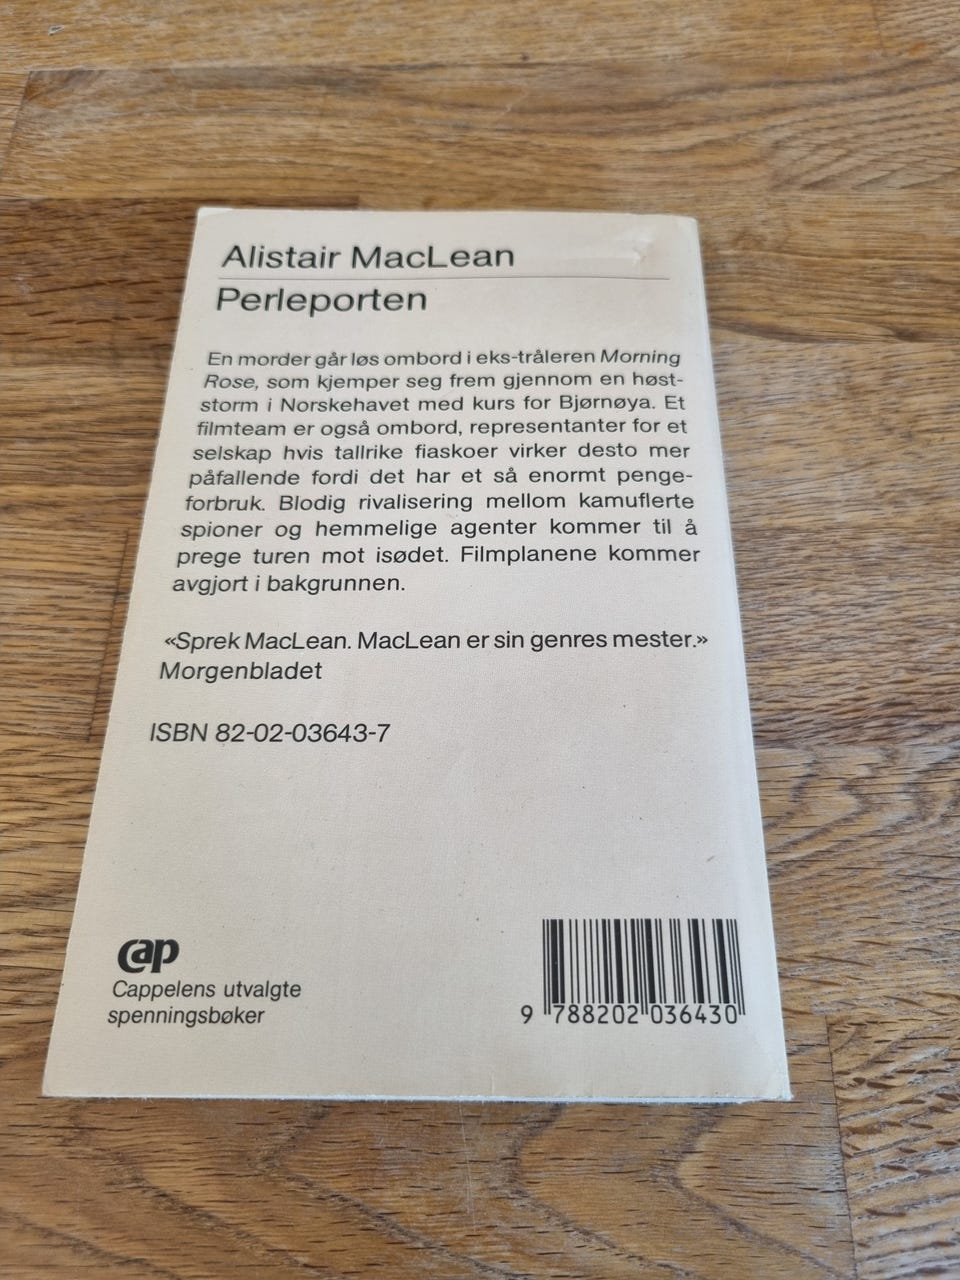 Alistair MacLean
Perleporten
En morder går løs ombord i eks-tråleren Morning
Rose, som kjemper seg frem gjennom en høst-
storm i Norskehavet med kurs for Bjørnøya. Et
filmteam er også ombord, representanter for et
selskap hvis tallrike fiaskoer virker desto mer
påfallende fordi det har et så enormt penge-
forbruk. Blodig rivalisering mellom kamuflerte
spioner og hemmelige agenter kommer til å
prege turen mot isødet. Filmplanene kommer
avgjort i bakgrunnen.
«Sprek MacLean. MacLean er sin genres mester.»
Morgenbladet
ISBN 82-02-03643-7
cap
Cappelens utvalgte
spenningsbøker
9 788202 036430